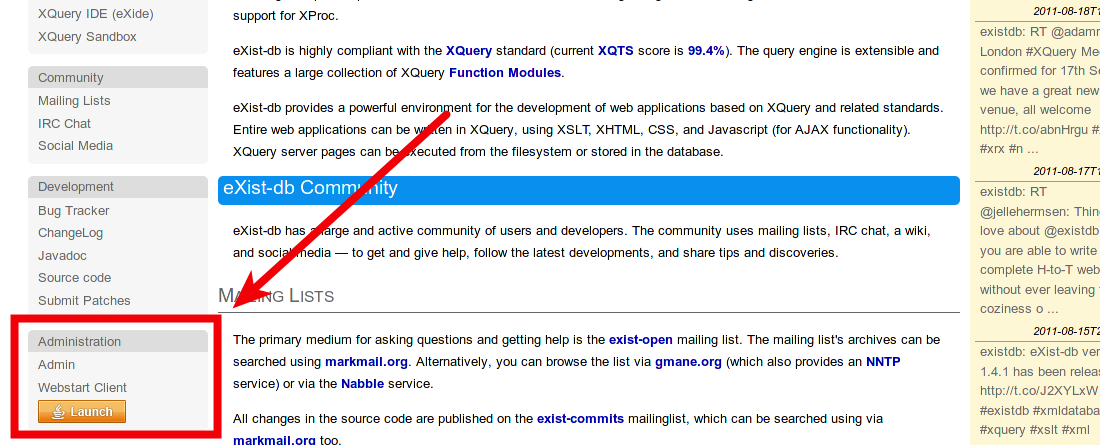 XQuery IDE (eXide)
XQuery Sandbox
Community
Mailing Lists
IRC Chat
Social Media
Development
Bug Tracker
ChangeLog
Javadoc
Source code
Submit Patches
Administration
Admin
Webstart Client
Launch
support for XProc.
eXist-db is highly compliant with the XQuery standard (current XQTS score is 99.4%). The query engine is extensible and
features a large collection of XQuery Function Modules.
eXist-db provides a powerful environment for the development of web applications based on XQuery and related standards.
Entire web applications can be written in XQuery, using XSLT, XHTML, CSS, and Javascript (for AJAX functionality).
XQuery server pages can be executed from the filesystem or stored in the database.
eXist-db Community
eXist-db has a large and active community of users and developers. The community uses mailing lists, IRC chat, a wiki,
and social media — to get and give help, follow the latest developments, and share tips and discoveries.
MAILING LISTS
The primary medium for asking questions and getting help is the exist-open mailing list. The mailing list's archives can be
searched using markmail.org. Alternatively, you can browse the list via gmane.org (which also provides an NNTP
service) or via the Nabble service.
All changes in the source code are published on the exist-commits mailinglist, which can be searched using via
markmail.org too.
2011-08-18T1
existdb: RT @adamr
London #XQuery Me
confirmed for 17th Se
we have a great new
venue, all welcome
http://t.co/abnHrgu #
#xrx #n ...
2011-08-17T1
existdb: RT
@jellehermsen: Thin
love about @existdb
you are able to write
complete H-to-T web
without ever leaving
coziness o ...
2011-08-15T2
existdb: eXist-db ver
1.4.1 has been relea
http://t.co/J2XYLxW
#existdb #xmldataba
#xquery #xslt #xml